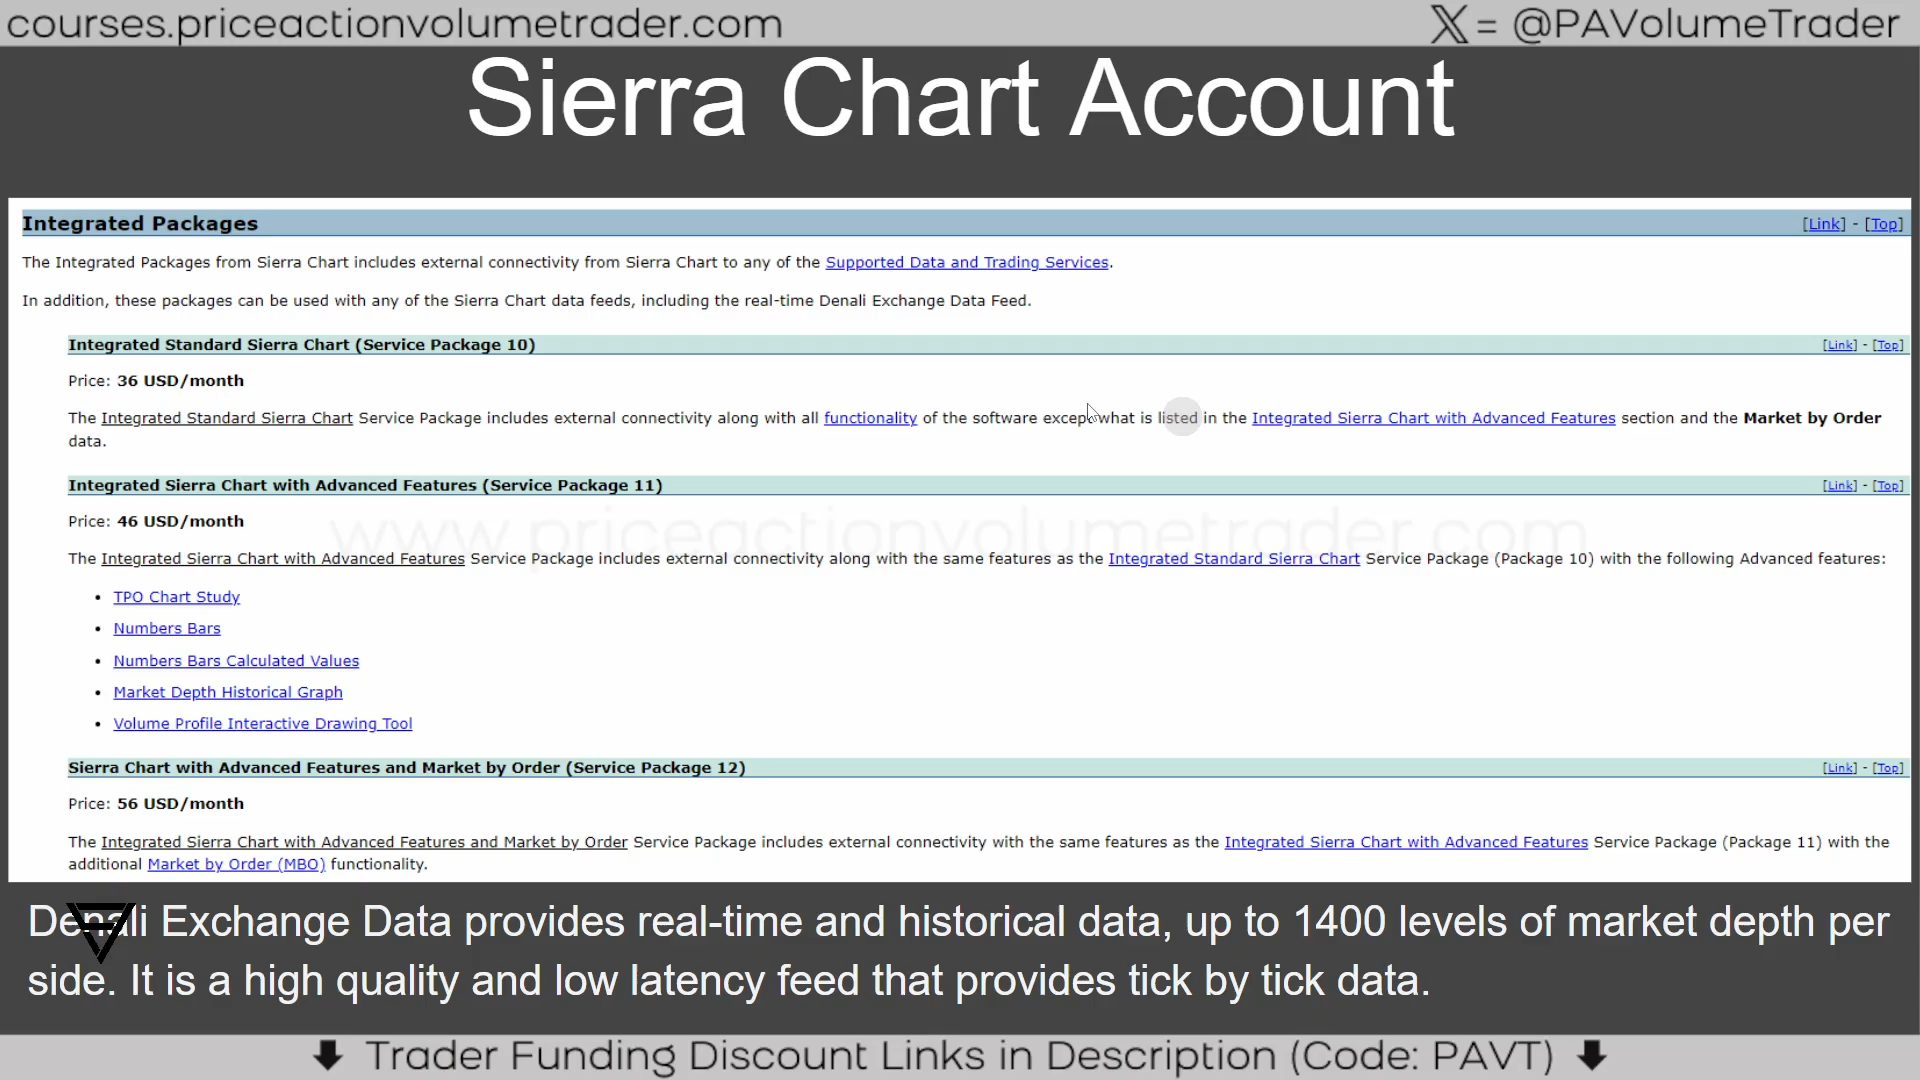 courses.priceactionvolumetrader.com
X = @PAVolumeTrader
Sierra Chart Account
Integrated Packages
[Link] - [Top]
The Integrated Packages from Sierra Chart includes external connectivity from Sierra Chart to any of the Supported Data and Trading Services.
In addition, these packages can be used with any of the Sierra Chart data feeds, including the real-time Denali Exchange Data Feed.
Integrated Standard Sierra Chart (Service Package 10)
[Link] - [Top]
Price: 36 USD/month
The Integrated Standard Sierra Chart Service Package includes external connectivity along with all functionality of the software except what is listed in the Integrated Sierra Chart with Advanced Features section and the Market by Order
data.
Integrated Sierra Chart with Advanced Features (Service Package 11)
[Link] - [Top]
Price: 46 USD/month
www.priceactionvolumetrader.com
The Integrated Sierra Chart with Advanced Features Service Package includes external connectivity along with the same features as the Integrated Standard Sierra Chart Service Package (Package 10) with the following Advanced features:
• TPO Chart Study
• Numbers Bars
• Numbers Bars Calculated Values
• Market Depth Historical Graph
• Volume Profile Interactive Drawing Tool
Sierra Chart with Advanced Features and Market by Order (Service Package 12)
[Link] - [Top]
Price: 56 USD/month
The Integrated Sierra Chart with Advanced Features and Market by Order Service Package includes external connectivity with the same features as the Integrated Sierra Chart with Advanced Features Service Package (Package 11) with the
additional Market by Order (MBO) functionality.
Denali Exchange Data provides real-time and historical data, up to 1400 levels of market depth per
side. It is a high quality and low latency feed that provides tick by tick data.
Trader Funding Discount Links in Description (Code: PAVT)